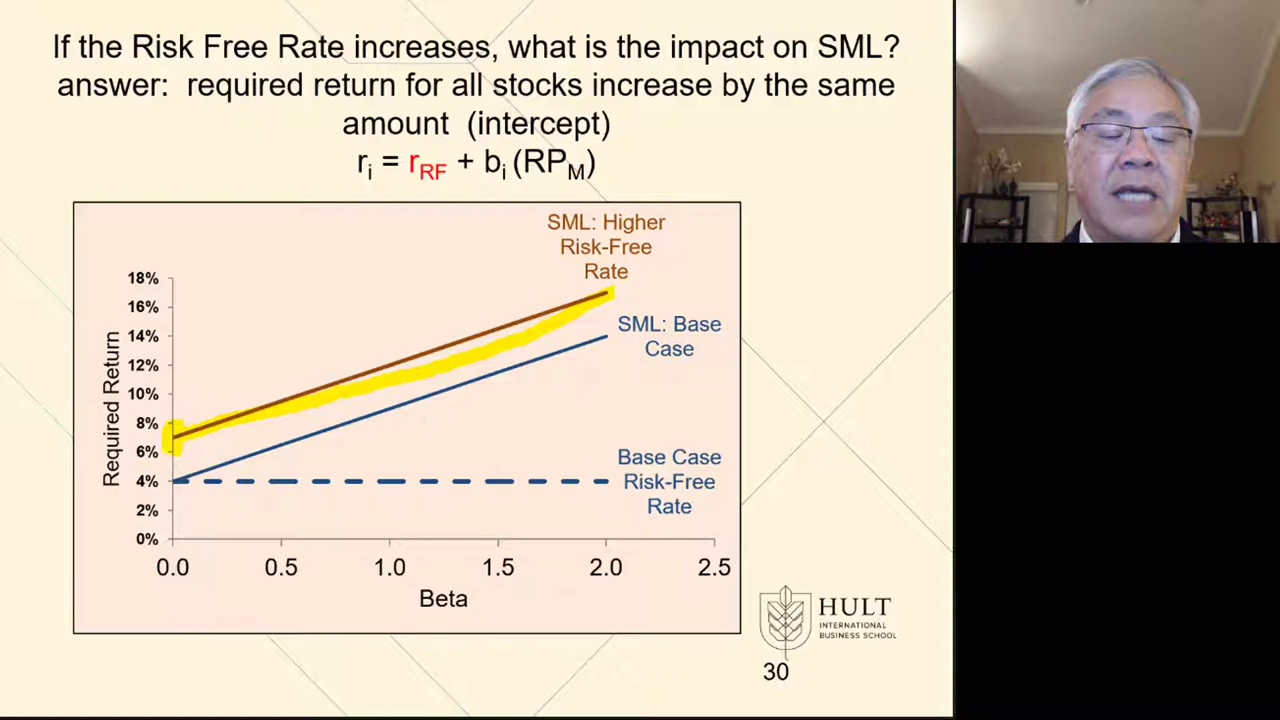 If the Risk Free Rate increases, what is the impact on SML?
answer:  required return for all stocks increase by the same
amount  (intercept)
rᵢ = r_RF + bᵢ (RP_M)
SML: Higher
Risk-Free
Rate
SML: Base
Case
Base Case
Risk-Free
Rate
Required Return
18%
16%
14%
12%
10%
8%
6%
4%
2%
0%
0.0 0.5 1.0 1.5 2.0 2.5
Beta
HULT
INTERNATIONAL
BUSINESS SCHOOL
30